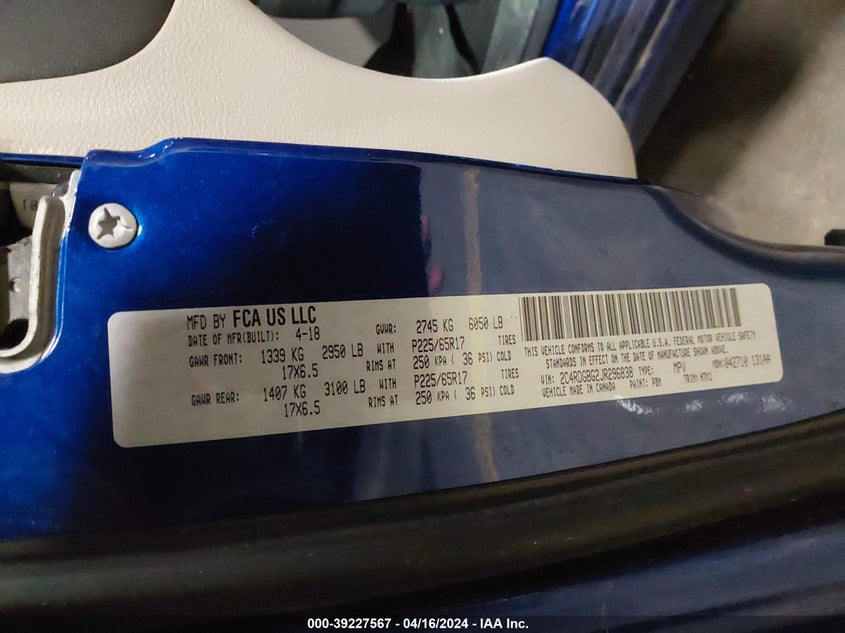 MFD BY FCA US LLC
DATE OF MFR(BUILT): 4-18 GVWR: 2745 KG 6050 LB
GAWR FRONT: 1339 KG 2950 LB WITH P225/65R17 TIRES
17X6.5 RIMS AT 250 KPA ( 36 PSI) COLD
GAWR REAR: 1407 KG 3100 LB WITH P225/65R17 TIRES
17X6.5 RIMS AT 250 KPA ( 36 PSI) COLD
THIS VEHICLE CONFORMS TO ALL APPLICABLE U.S.A. FEDERAL MOTOR VEHICLE SAFETY
STANDARDS IN EFFECT ON THE DATE OF MANUFACTURE SHOWN ABOVE.
VIN: 2C4RDGBG2JR296838 TYPE: MPV MDH: 042710 131AA
VEHICLE MADE IN CANADA PAINT: PBM TRIM:
000-39227567 - 04/16/2024 - IAA Inc.